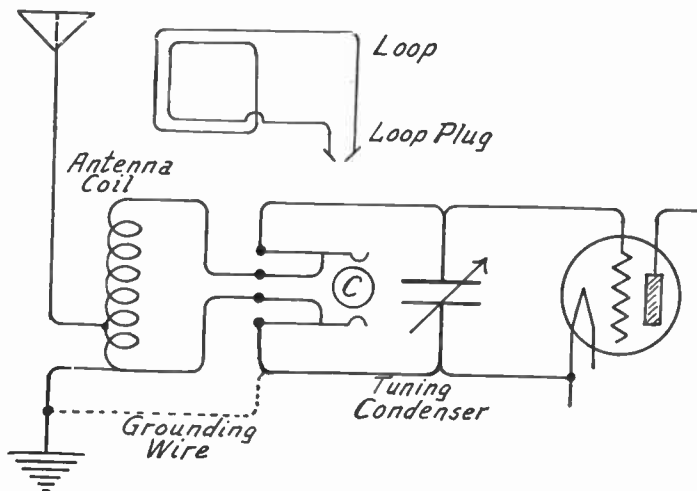 Loop
Loop Plug
Antenna
Coil
C
Tuning
Condenser
Grounding
Wire